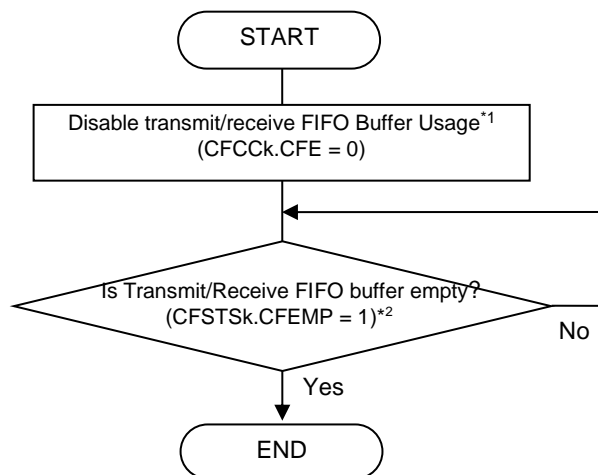 START
Disable transmit/receive FIFO Buffer Usage*1
(CFCCk.CFE = 0)
Is Transmit/Receive FIFO buffer empty?
(CFSTSk.CFEMP = 1)*2
No
Yes
END